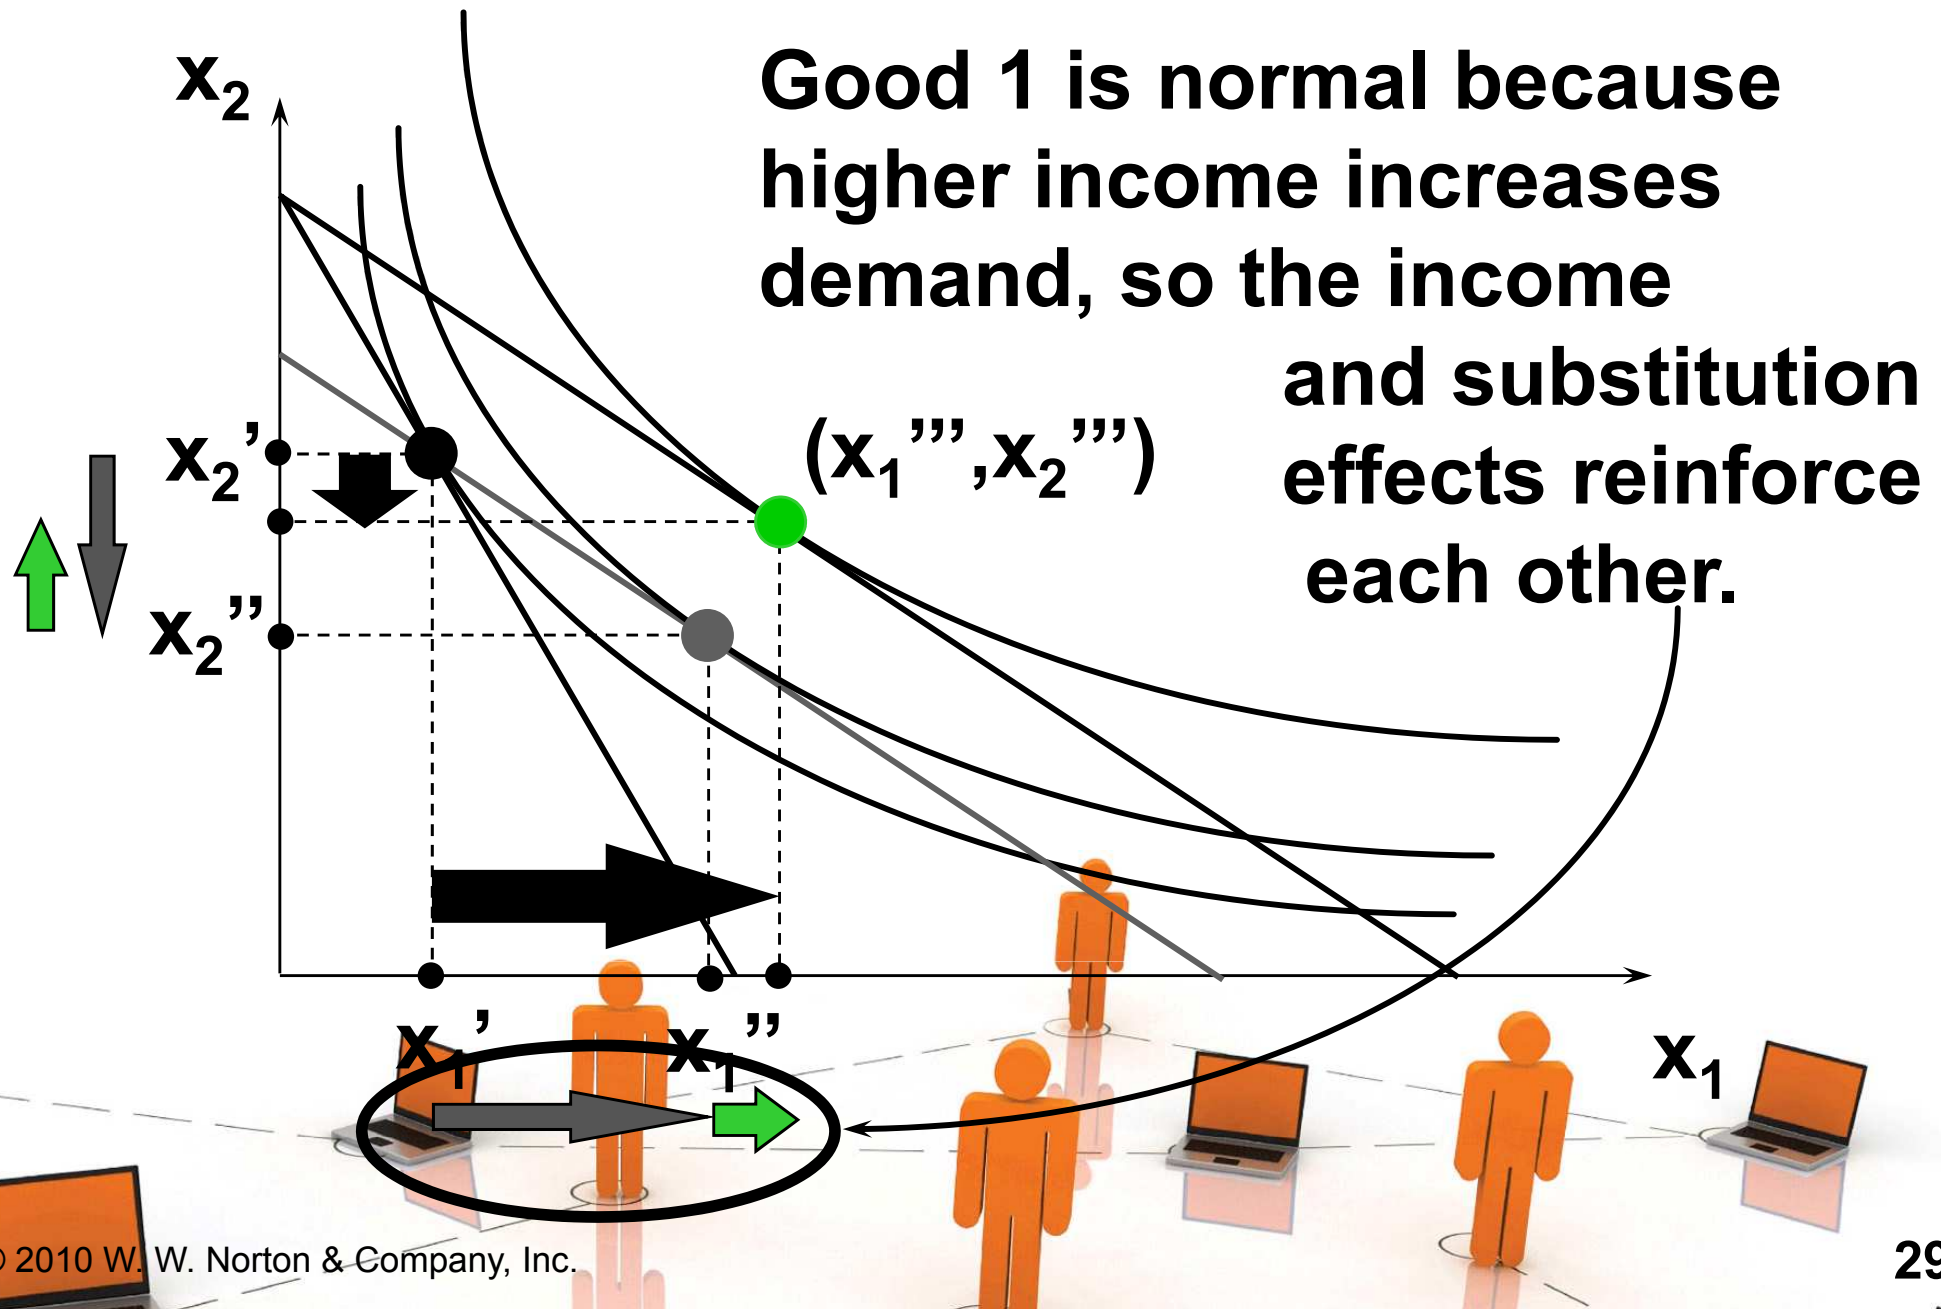 x₂
Good 1 is normal because
higher income increases
demand, so the income
and substitution
effects reinforce
each other.
x₂’
(x₁’’’,x₂’’’)
x₂’’
x₁’
x₁’’
x₁
© 2010 W. W. Norton & Company, Inc.
29